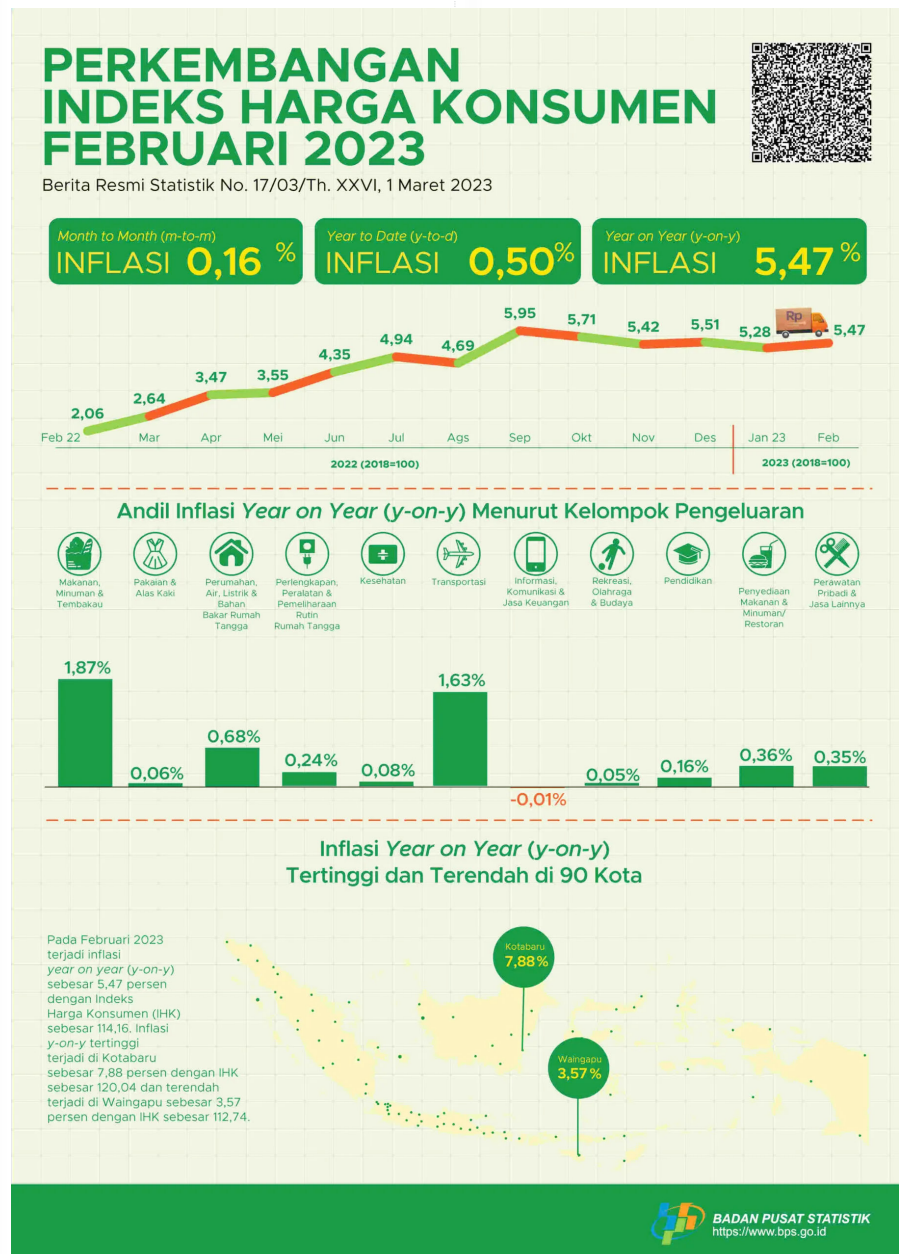 PERKEMBANGAN
INDEKS HARGA KONSUMEN
FEBRUARI 2023
Berita Resmi Statistik No. 17/03/Th. XXVI, 1 Maret 2023
Month to Month (m-to-m)
INFLASI 0,16 %
Year to Date (y-to-d)
INFLASI 0,50%
Year on Year (y-on-y)
INFLASI 5,47 %
2,06
2,64
3,47
3,55
4,35
4,94
4,69
5,95
5,71
5,42
5,51
5,28
Rp
5,47
Feb 22
Mar
Apr
Mei
Jun
Jul
Ags
Sep
Okt
Nov
Des
Jan 23
Feb
2022 (2018=100)
2023 (2018=100)
Andil Inflasi Year on Year (y-on-y) Menurut Kelompok Pengeluaran
Makanan,
Minuman &
Tembakau
Pakaian &
Alas Kaki
Perumahan,
Air, Listrik &
Bahan
Bakar Rumah
Tangga
Perlengkapan,
Peralatan &
Pemeliharaan
Rutin
Rumah Tangga
Kesehatan
Transportasi
Informasi,
Komunikasi &
Jasa Keuangan
Rekreasi,
Olahraga
& Budaya
Pendidikan
Penyediaan
Makanan &
Minuman/
Restoran
Perawatan
Pribadi &
Jasa Lainnya
1,87%
0,06%
0,68%
0,24%
0,08%
1,63%
-0,01%
0,05%
0,16%
0,36%
0,35%
Inflasi Year on Year (y-on-y)
Tertinggi dan Terendah di 90 Kota
Pada Februari 2023
terjadi inflasi
year on year (y-on-y)
sebesar 5,47 persen
dengan Indeks
Harga Konsumen (IHK)
sebesar 114,16. Inflasi
y-on-y tertinggi
terjadi di Kotabaru
sebesar 7,88 persen dengan IHK
sebesar 120,04 dan terendah
terjadi di Waingapu sebesar 3,57
persen dengan IHK sebesar 112,74.
Kotabaru
7,88%
Waingapu
3,57%
BADAN PUSAT STATISTIK
https://www.bps.go.id